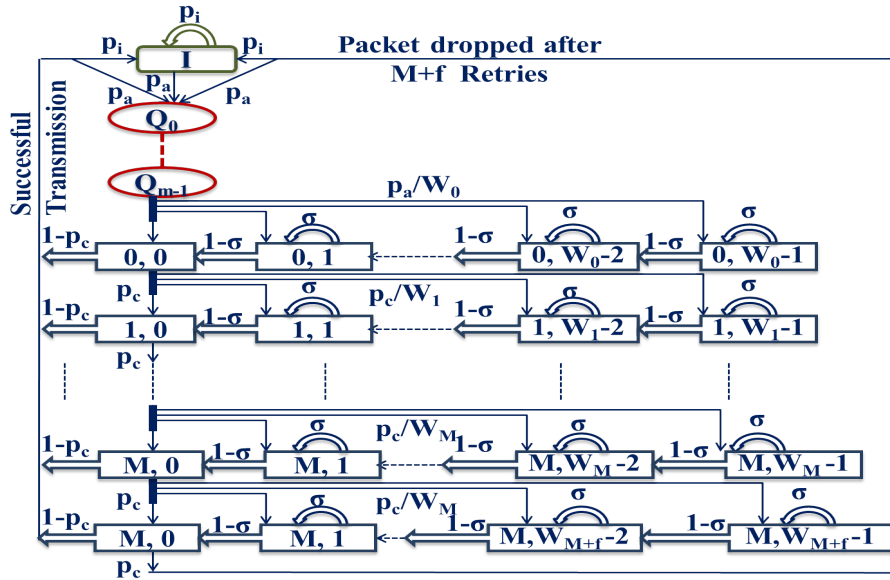 p_i
p_i I p_i
Packet dropped after
M+f Retries
p_a p_a p_a
Successful
Transmission
Q_0
Q_{m-1}
p_a/W_0
1-p_c 1-σ σ 1-σ σ 1-σ σ
0, 0 0, 1 0, W_0-2 0, W_0-1
p_c p_c/W_1
1-p_c 1-σ σ 1-σ σ 1-σ σ
1, 0 1, 1 1, W_1-2 1, W_1-1
p_c
p_c/W_M
1-p_c 1-σ σ 1-σ σ 1-σ σ
M, 0 M, 1 M,W_M-2 M,W_M-1
p_c p_c/W_M
1-p_c 1-σ σ 1-σ σ 1-σ σ
M, 0 M, 1 M,W_{M+f}-2 M,W_{M+f}-1
p_c